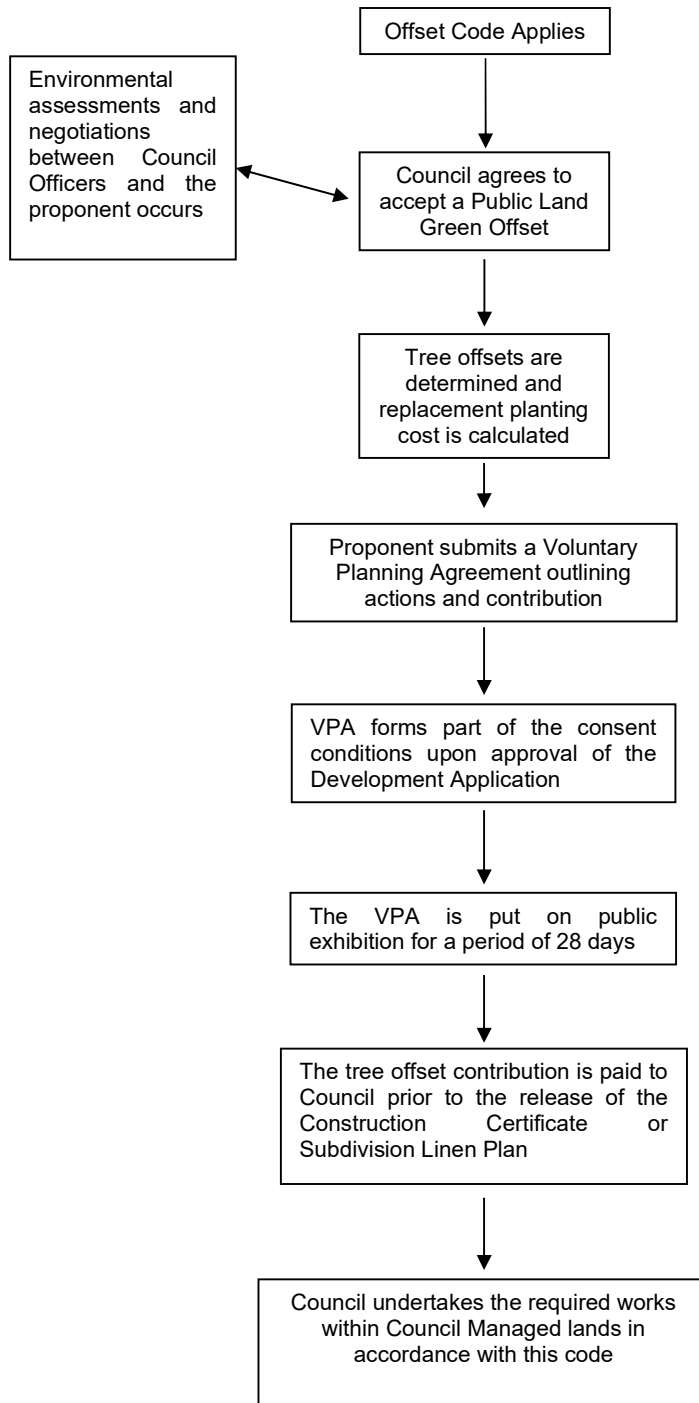 Offset Code Applies
Environmental
assessments and
negotiations
between Council
Officers and the
proponent occurs
Council agrees to
accept a Public Land
Green Offset
Tree offsets are
determined and
replacement planting
cost is calculated
Proponent submits a Voluntary
Planning Agreement outlining
actions and contribution
VPA forms part of the consent
conditions upon approval of the
Development Application
The VPA is put on public
exhibition for a period of 28 days
The tree offset contribution is paid to
Council prior to the release of the
Construction Certificate or
Subdivision Linen Plan
Council undertakes the required works
within Council Managed lands in
accordance with this code